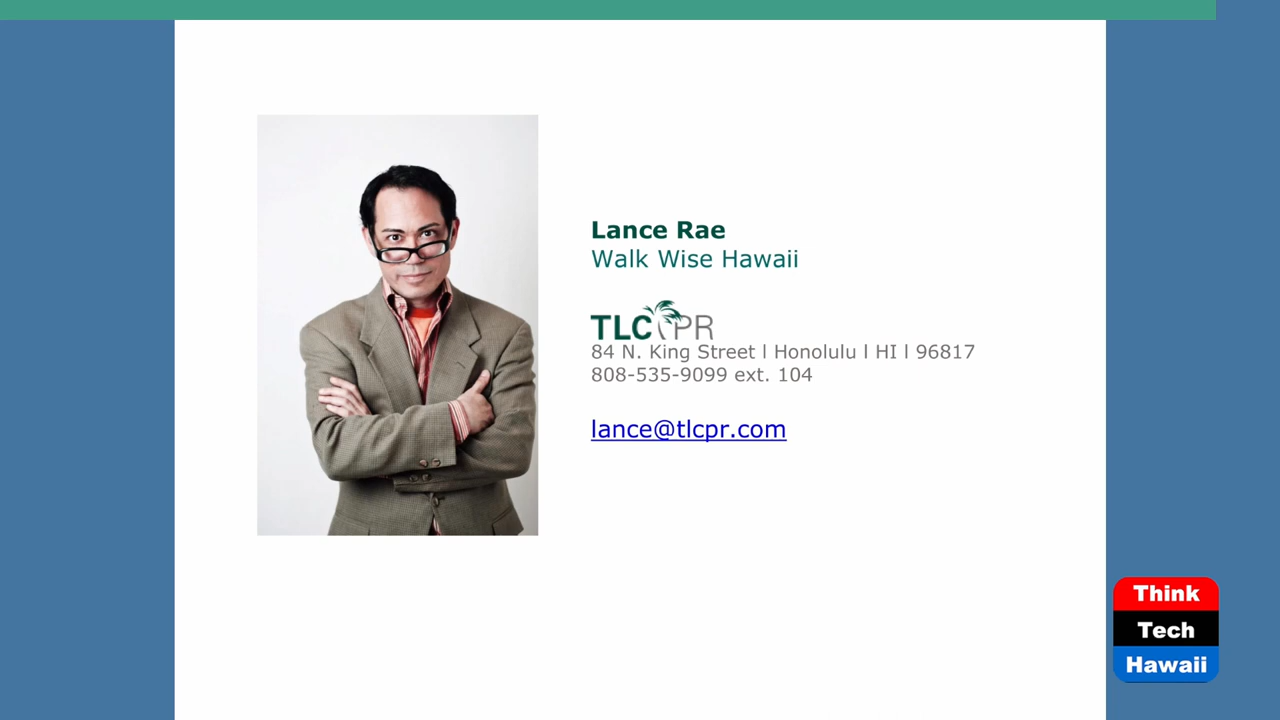 Lance Rae
Walk Wise Hawaii
TLC PR
84 N. King Street l Honolulu l HI l 96817
808-535-9099 ext. 104
lance@tlcpr.com
Think
Tech
Hawaii